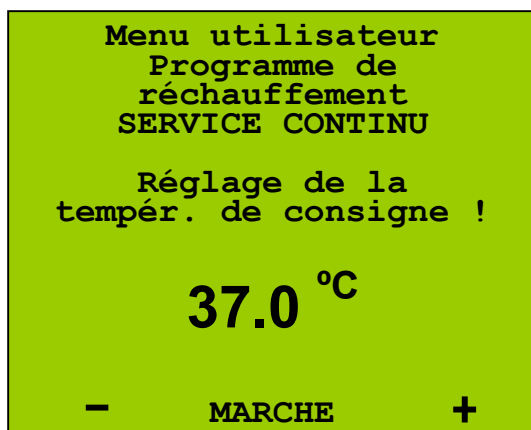 Menu utilisateur
Programme de
réchauffement
SERVICE CONTINU
Réglage de la
tempér. de consigne !
37.0 ºC
- MARCHE +